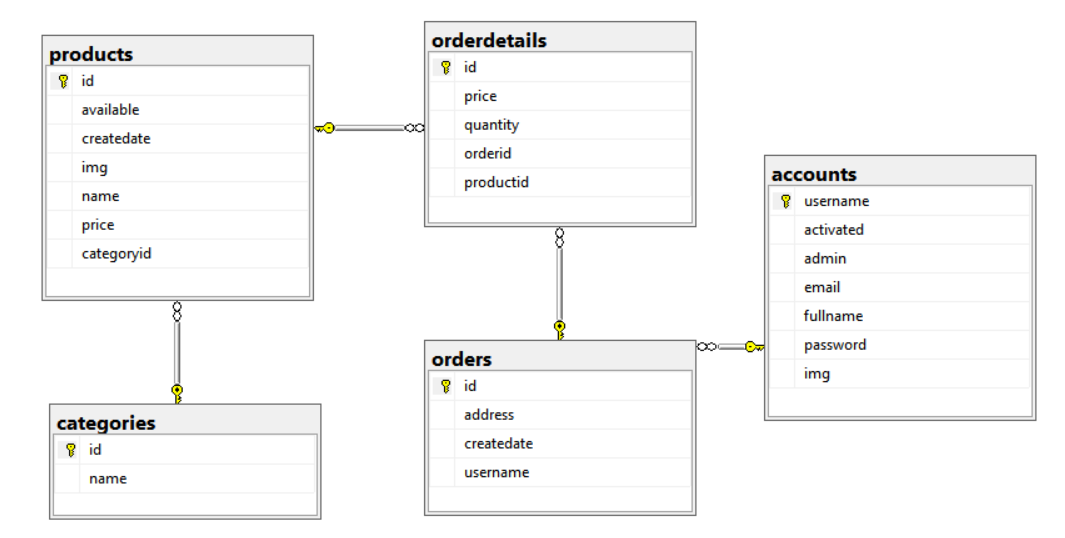 products
id
available
createdate
img
name
price
categoryid
orderdetails
id
price
quantity
orderid
productid
accounts
username
activated
admin
email
fullname
password
img
categories
id
name
orders
id
address
createdate
username